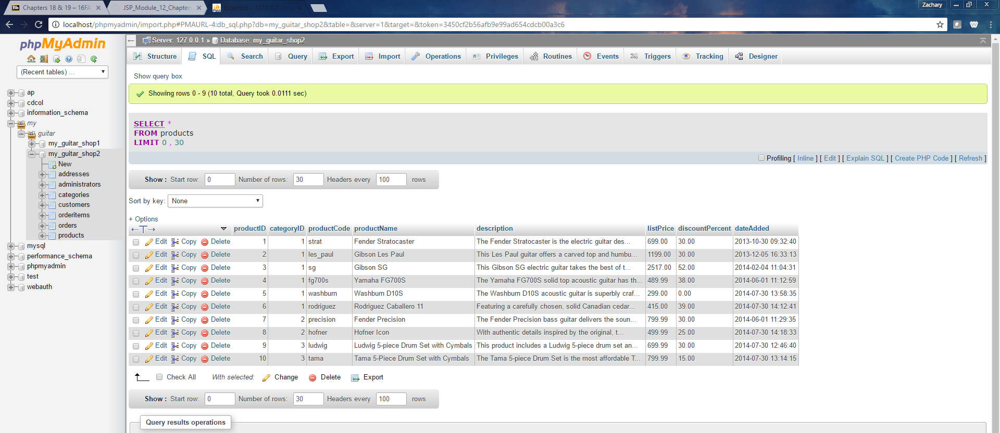 Chapters 18 & 19 – 16FA
JSP_Module_12_Chapters
localhost / 127.0.0.1 / m
Zachary
localhost/phpmyadmin/import.php#PMAURL-4:db_sql.php?db=my_guitar_shop2&table=&server=1&target=&token=3450cf2b56afb9e99ad654cdcb00a3c6
phpMyAdmin
(Recent tables) ...
ap
cdcol
information_schema
my
guitar
my_guitar_shop1
my_guitar_shop2
New
addresses
administrators
categories
customers
orderitems
orders
products
mysql
performance_schema
phpmyadmin
test
webauth
Server: 127.0.0.1 » Database: my_guitar_shop2
Structure SQL Search Query Export Import Operations Privileges Routines Events Triggers Tracking Designer
Show query box
Showing rows 0 - 9 (10 total, Query took 0.0111 sec)
SELECT *
FROM products
LIMIT 0 , 30
Profiling [ Inline ] [ Edit ] [ Explain SQL ] [ Create PHP Code ] [ Refresh ]
Show : Start row: 0 Number of rows: 30 Headers every 100 rows
Sort by key: None
+ Options
productID categoryID productCode productName description listPrice discountPercent dateAdded
Edit Copy Delete 1 1 strat Fender Stratocaster The Fender Stratocaster is the electric guitar des... 699.00 30.00 2013-10-30 09:32:40
Edit Copy Delete 2 1 les_paul Gibson Les Paul This Les Paul guitar offers a carved top and humbu... 1199.00 30.00 2013-12-05 16:33:13
Edit Copy Delete 3 1 sg Gibson SG This Gibson SG electric guitar takes the best of t... 2517.00 52.00 2014-02-04 11:04:31
Edit Copy Delete 4 1 fg700s Yamaha FG700S The Yamaha FG700S solid top acoustic guitar has th... 489.99 38.00 2014-06-01 11:12:59
Edit Copy Delete 5 1 washburn Washburn D10S The Washburn D10S acoustic guitar is superbly craf... 299.00 0.00 2014-07-30 13:58:35
Edit Copy Delete 6 1 rodriguez Rodriguez Caballero 11 Featuring a carefully chosen, solid Canadian cedar... 415.00 39.00 2014-07-30 14:12:41
Edit Copy Delete 7 2 precision Fender Precision The Fender Precision bass guitar delivers the soun... 799.99 30.00 2014-06-01 11:29:35
Edit Copy Delete 8 2 hofner Hofner Icon With authentic details inspired by the original, t... 499.99 25.00 2014-07-30 14:18:33
Edit Copy Delete 9 3 ludwig Ludwig 5-piece Drum Set with Cymbals This product includes a Ludwig 5-piece drum set an... 699.99 30.00 2014-07-30 12:46:40
Edit Copy Delete 10 3 tama Tama 5-Piece Drum Set with Cymbals The Tama 5-piece Drum Set is the most affordable T... 799.99 15.00 2014-07-30 13:14:15
Check All With selected: Change Delete Export
Show : Start row: 0 Number of rows: 30 Headers every 100 rows
Query results operations